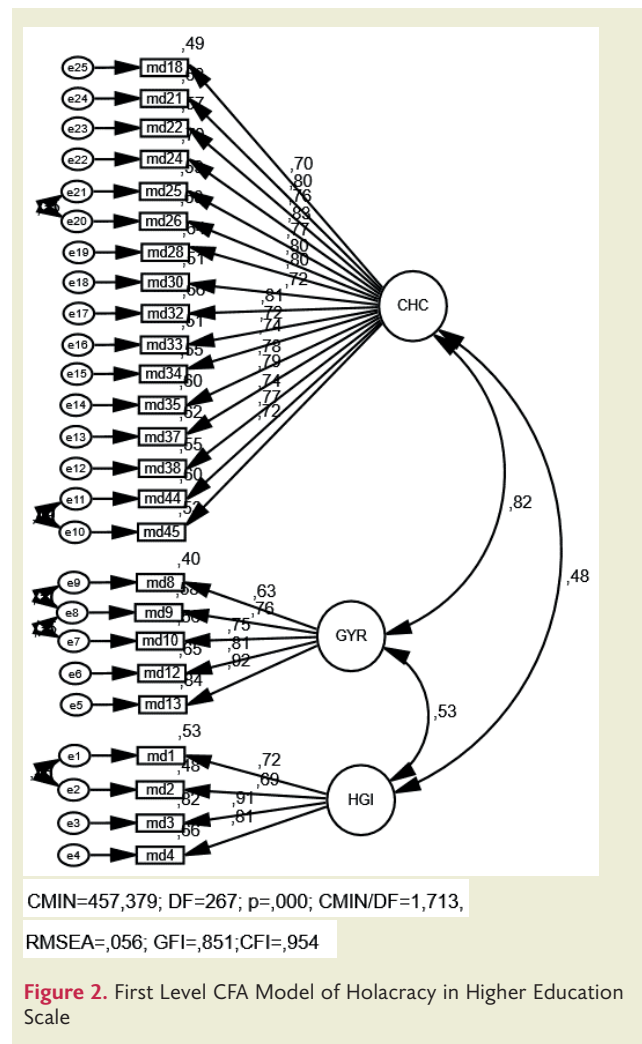 ,49
e25 md18
e24 md21
e23 md22
e22 md24
e21 md25
e20 md26
e19 md28
e18 md30
e17 md32
e16 md33
e15 md34
e14 md35
e13 md37
e12 md38
e11 md44
e10 md45
,70
,80
,76
,83
,77
,80
,80
,72
,81
,72
,74
,78
,79
,74
,77
,72
,51
,55
,60
,62
,55
,60
CHC
,82
,48
,40
e9 md8
e8 md9
e7 md10
e6 md12
e5 md13
,63
,76
,75
,81
,92
,65
,84
GYR
,53
,53
e1 md1
e2 md2
e3 md3
e4 md4
,72
,69
,91
,81
,48
,82
,66
HGI
CMIN=457,379; DF=267; p=,000; CMIN/DF=1,713,
RMSEA=,056; GFI=,851;CFI=,954
Figure 2. First Level CFA Model of Holacracy in Higher Education
Scale